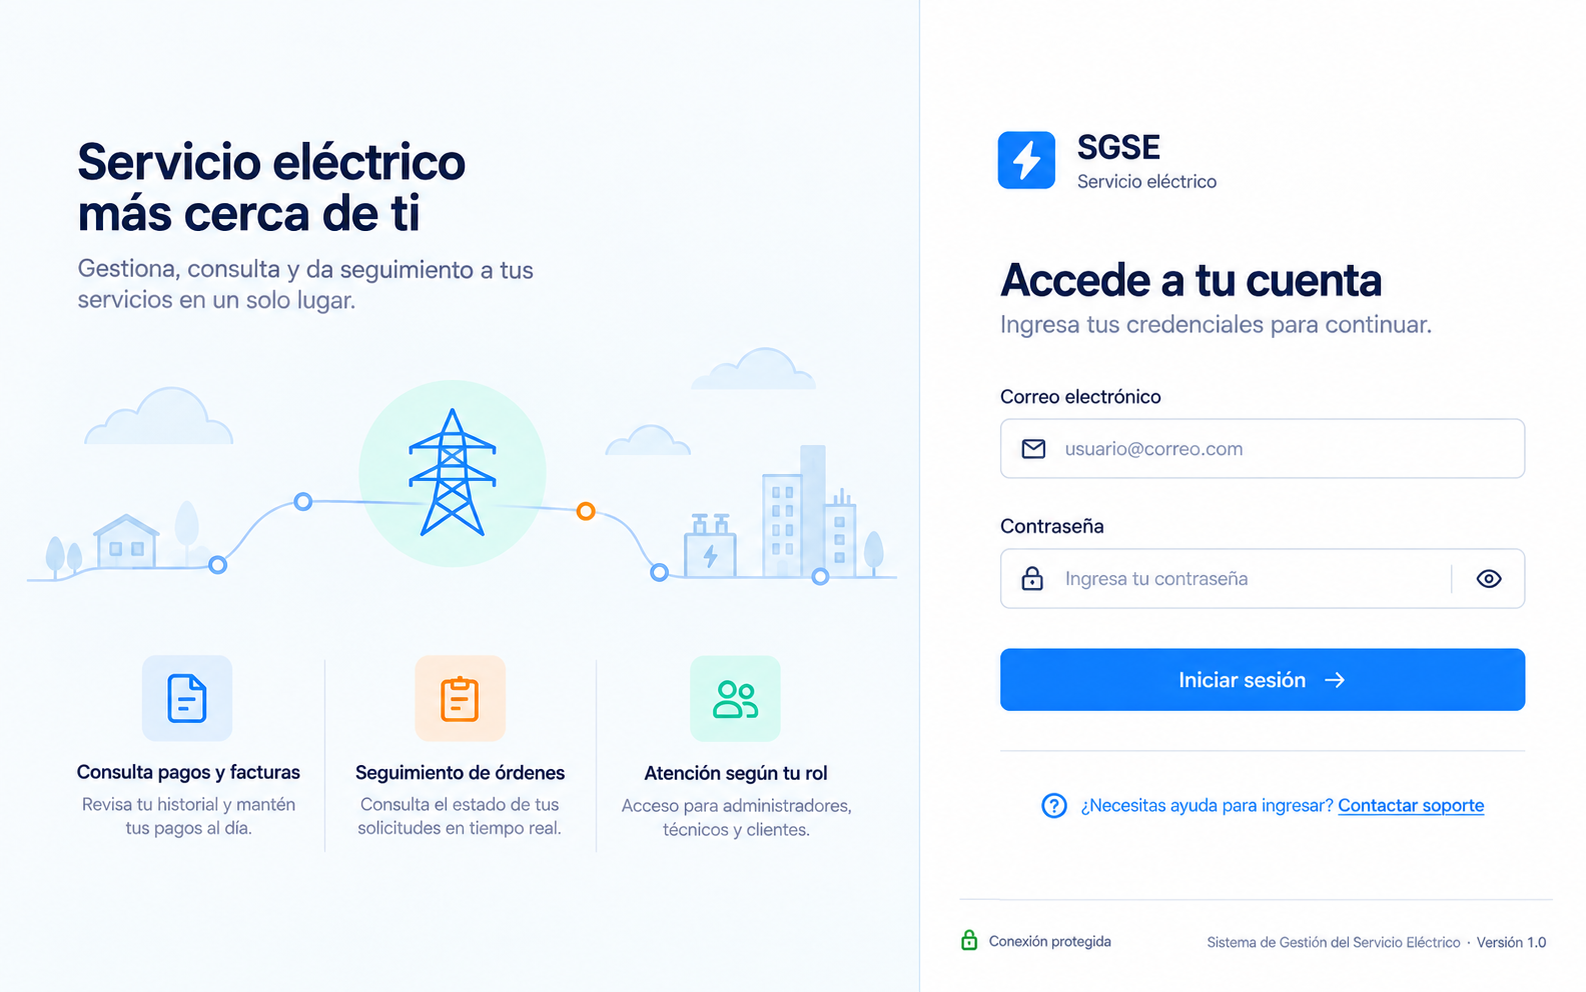 Servicio eléctrico
más cerca de ti
Gestiona, consulta y da seguimiento a tus
servicios en un solo lugar.
Consulta pagos y facturas
Revisa tu historial y mantén
tus pagos al día.
Seguimiento de órdenes
Consulta el estado de tus
solicitudes en tiempo real.
Atención según tu rol
Acceso para administradores,
técnicos y clientes.
SGSE
Servicio eléctrico
Accede a tu cuenta
Ingresa tus credenciales para continuar.
Correo electrónico
usuario@correo.com
Contraseña
Ingresa tu contraseña
Iniciar sesión →
¿Necesitas ayuda para ingresar? Contactar soporte
Conexión protegida
Sistema de Gestión del Servicio Eléctrico · Versión 1.0